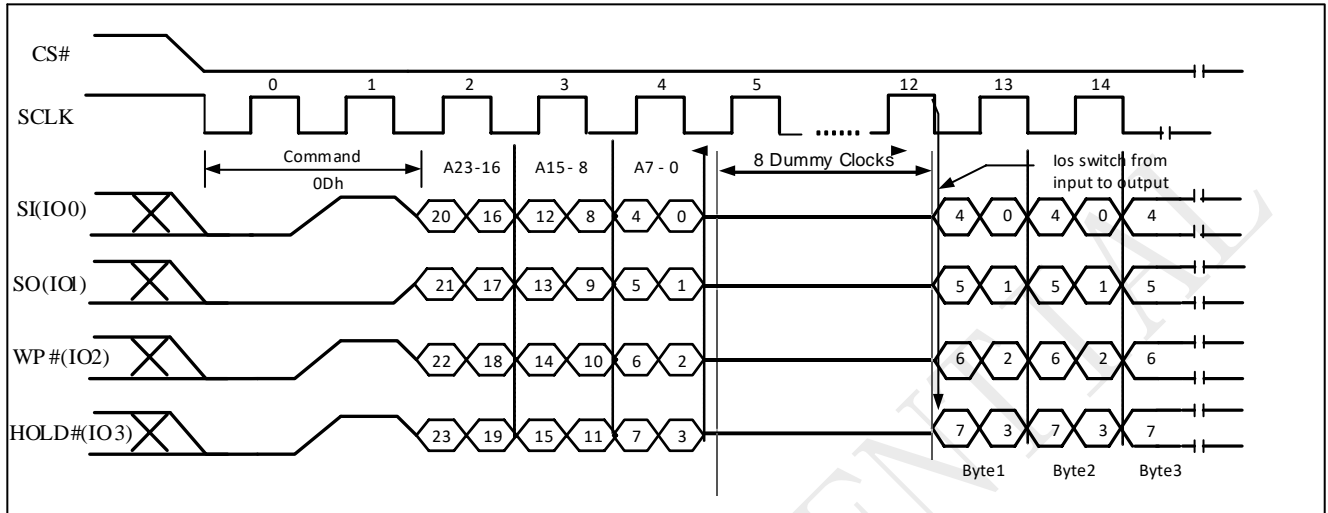 CS#
0 1 2 3 4 5 12 13 14
SCLK
Command
0Dh
A23-16 A15-8 A7-0
8 Dummy Clocks
Ios switch from
input to output
SI(IO0) 20 16 12 8 4 0 4 0 4 0 4
SO(IO1) 21 17 13 9 5 1 5 1 5 1 5
WP#(IO2) 22 18 14 10 6 2 6 2 6 2 6
HOLD#(IO3) 23 19 15 11 7 3 7 3 7 3 7
Byte1 Byte2 Byte3
ENTIAL